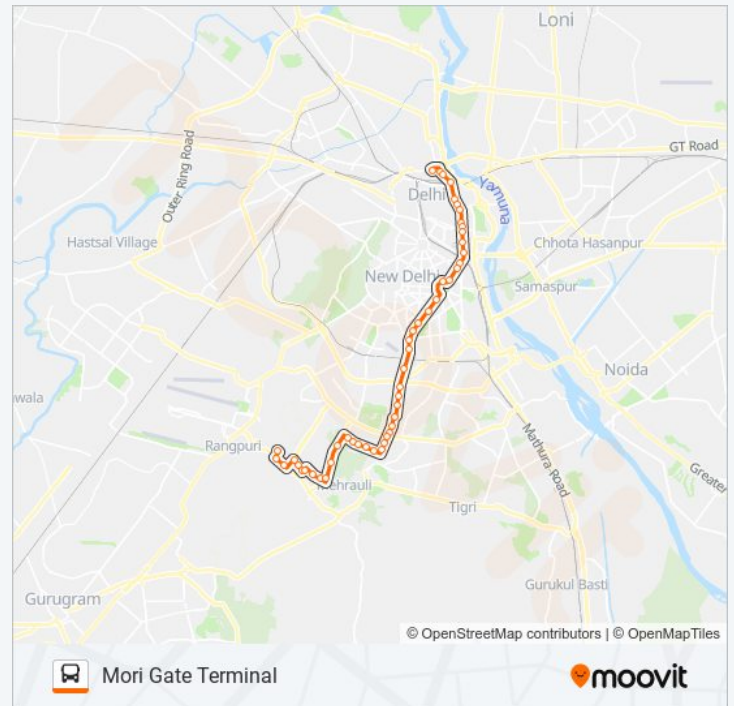 Loni
GT Road
Outer Ring Road
Delhi
Yamuna
Hastsal Village
Chhota Hasanpur
New Delhi
Samaspur
Noida
wala
Rangpuri
Mathura Road
Greater
Mehrauli
Tigri
Gurukul Basti
Gurugram
© OpenStreetMap contributors | © OpenMapTiles
Mori Gate Terminal
moovit